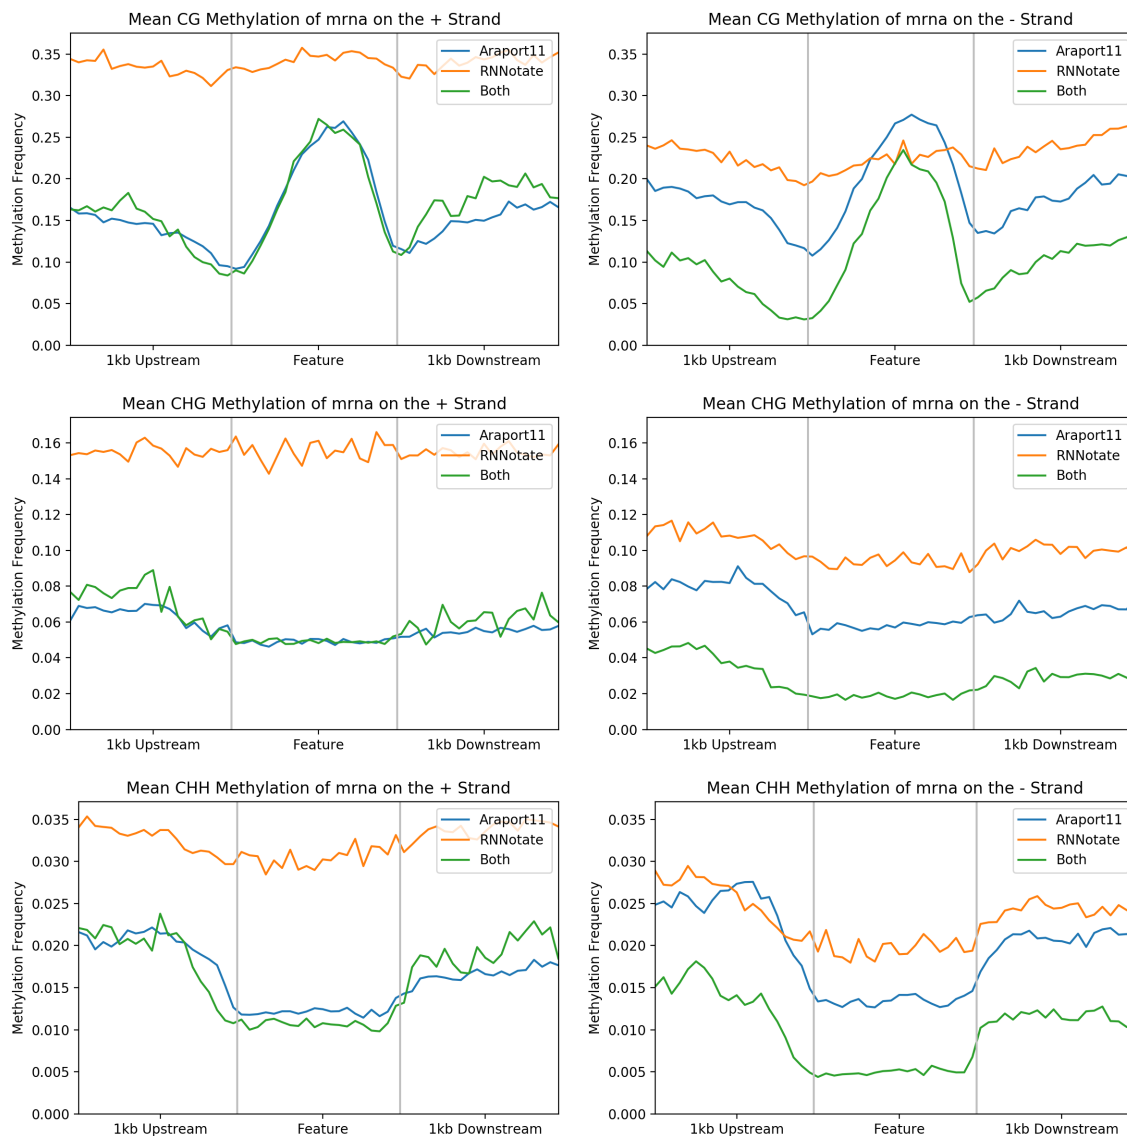 Mean CG Methylation of mrna on the + Strand
Methylation Frequency
0.35
0.30
0.25
0.20
0.15
0.10
0.05
0.00
Araport11
RNNotate
Both
1kb Upstream
Feature
1kb Downstream
Mean CG Methylation of mrna on the - Strand
Methylation Frequency
0.35
0.30
0.25
0.20
0.15
0.10
0.05
0.00
Araport11
RNNotate
Both
1kb Upstream
Feature
1kb Downstream
Mean CHG Methylation of mrna on the + Strand
Methylation Frequency
0.16
0.14
0.12
0.10
0.08
0.06
0.04
0.02
0.00
Araport11
RNNotate
Both
1kb Upstream
Feature
1kb Downstream
Mean CHG Methylation of mrna on the - Strand
Methylation Frequency
0.16
0.14
0.12
0.10
0.08
0.06
0.04
0.02
0.00
Araport11
RNNotate
Both
1kb Upstream
Feature
1kb Downstream
Mean CHH Methylation of mrna on the + Strand
Methylation Frequency
0.035
0.030
0.025
0.020
0.015
0.010
0.005
0.000
Araport11
RNNotate
Both
1kb Upstream
Feature
1kb Downstream
Mean CHH Methylation of mrna on the - Strand
Methylation Frequency
0.035
0.030
0.025
0.020
0.015
0.010
0.005
0.000
Araport11
RNNotate
Both
1kb Upstream
Feature
1kb Downstream